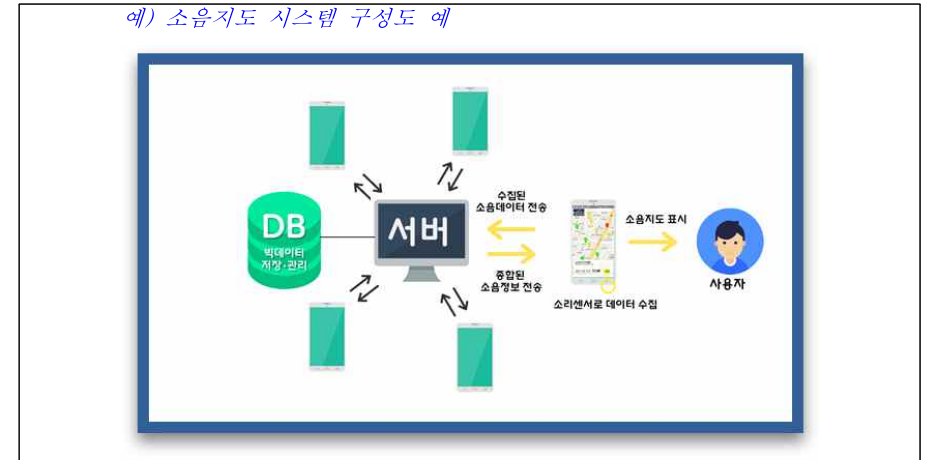 예) 소음지도 시스템 구성도 예
수집된
소음데이터 전송
DB
빅데이터
저장·관리
서버
소음지도 표시
종합된
소음정보 전송
사용자
소리센서로 데이터 수집